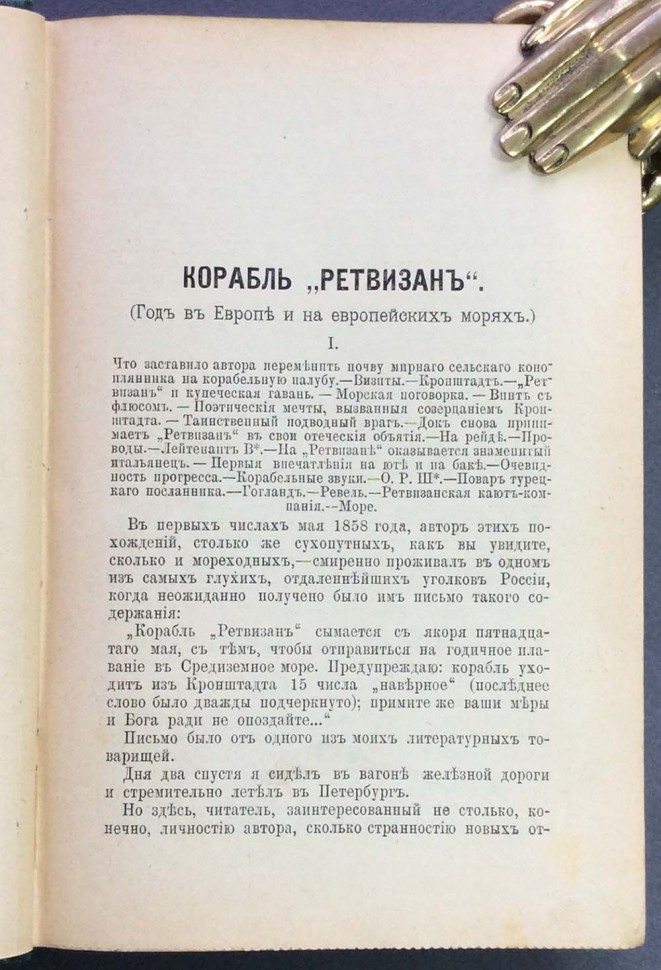 КОРАБЛЬ „РЕТВИЗАНЪ“.
(Годъ въ Европѣ и на европейскихъ моряхъ.)
I.
Что заставило автора перемѣнить почву мирнаго сельскаго коно-
плянника на корабельную палубу.—Визиты.—Кронштадтъ.—„Рет-
визанъ“ и купеческая гавань. — Морская поговорка. — Винтъ съ
флюсомъ. — Поэтическія мечты, вызванныя созерцаніемъ Крон-
штадта. — Таинственный подводный врагъ.—Докъ снова прини-
маетъ „Ретвизанъ“ въ свои отеческія объятія.—На рейдѣ.—Про-
воды.—Лейтенантъ В*.—На „Ретвизанѣ“ оказывается знаменитый
итальянецъ. — Первыя впечатлѣнія на ютѣ и на бакѣ.—Очевид-
ность прогресса.—Корабельные звуки.—О. Р. Ш*.—Поваръ турец-
каго посланника.—Гогландъ.—Ревель.—Ретвизанская каютъ-ком-
панія.--Море.
Въ первыхъ числахъ мая 1858 года, авторъ этихъ по-
хожденій, столько же сухопутныхъ, какъ вы увидите,
сколько и мореходныхъ,—смиренно проживалъ въ одномъ
изъ самыхъ глухихъ, отдаленнѣйшихъ уголковъ Россіи,
когда неожиданно получено было имъ письмо такого со-
держанія:
„Корабль „Ретвизанъ“ сымается съ якоря пятнадца-
таго мая, съ тѣмъ, чтобы отправиться на годичное пла-
ваніе въ Средиземное море. Предупреждаю: корабль ухо-
дитъ изъ Кронштадта 15 числа „навѣрное“ (послѣднее
слово было дважды подчеркнуто); примите же ваши мѣры
и Бога ради не опоздайте...“
Письмо было отъ одного изъ моихъ литературныхъ то-
варищей.
Дня два спустя я сидѣлъ въ вагонѣ желѣзной дороги
и стремительно летѣлъ въ Петербургъ.
Но здѣсь, читатель, заинтересованный не столько, ко-
нечно, личностію автора, сколько странностію новыхъ от-